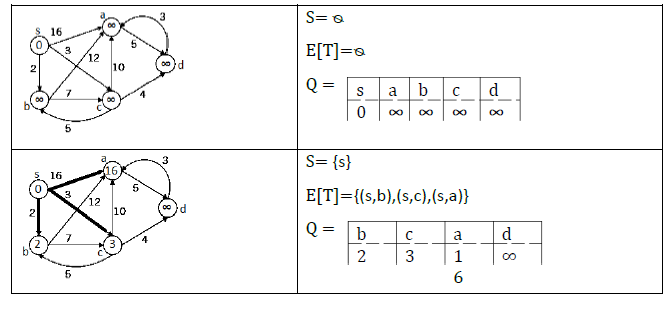 a
3
S= ᴓ
s 16
∞
0
3
5
E[T]=ᴓ
12
∞ d
2
10
Q =
s a b c d
7
4
0 ∞ ∞ ∞ ∞
b ∞
c ∞
5
a
3
S= {s}
s 16
16
0
3
5
E[T]={(s,b),(s,c),(s,a)}
12
∞ d
2
10
Q =
b c a d
7
4
2 3 1 ∞
6
b 2
c 3
5